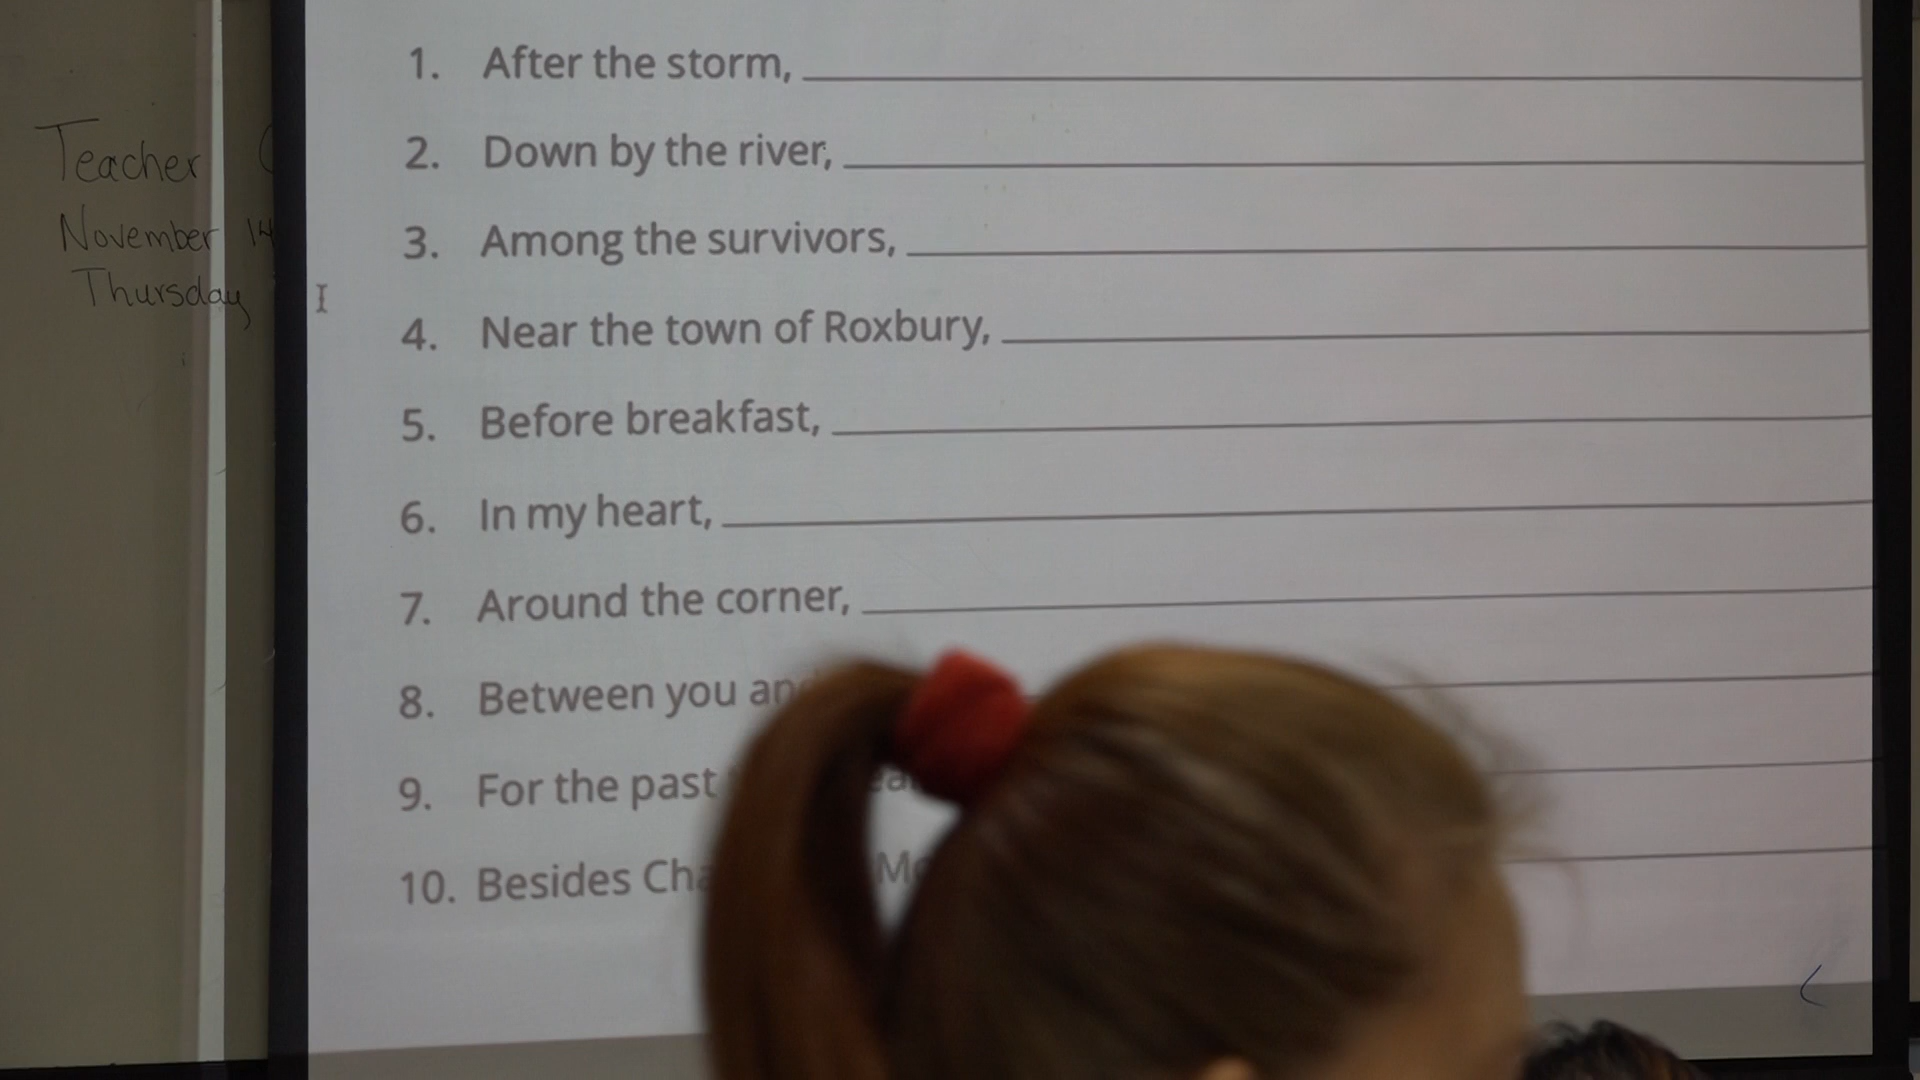 Teacher
November 14
Thursday
1. After the storm,
2. Down by the river,
3. Among the survivors,
4. Near the town of Roxbury,
5. Before breakfast,
6. In my heart,
7. Around the corner,
8. Between you
9. For the past
10. Besides